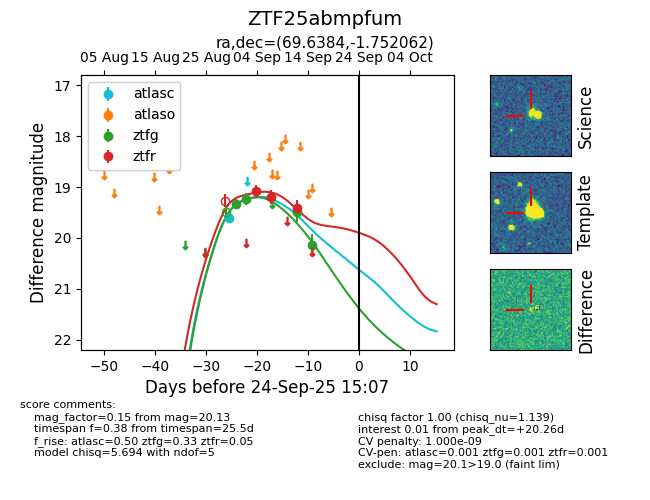 ZTF25abmpfum
ra,dec=(69.6384,-1.752062)
05 Aug 15 Aug 25 Aug 04 Sep 14 Sep 24 Sep 04 Oct
atlasc
atlaso
ztfg
ztfr
17
18
19
20
21
22
Difference magnitude
−50 −40 −30 −20 −10 0 10
Days before 24-Sep-25 15:07
Science
Template
Difference
score comments:
mag_factor=0.15 from mag=20.13
timespan f=0.38 from timespan=25.5d
f_rise: atlasc=0.50 ztfg=0.33 ztfr=0.05
model chisq=5.694 with ndof=5
chisq factor 1.00 (chisq_nu=1.139)
interest 0.01 from peak_dt=+20.26d
CV penalty: 1.000e-09
CV-pen: atlasc=0.001 ztfg=0.001 ztfr=0.001
exclude: mag=20.1>19.0 (faint lim)